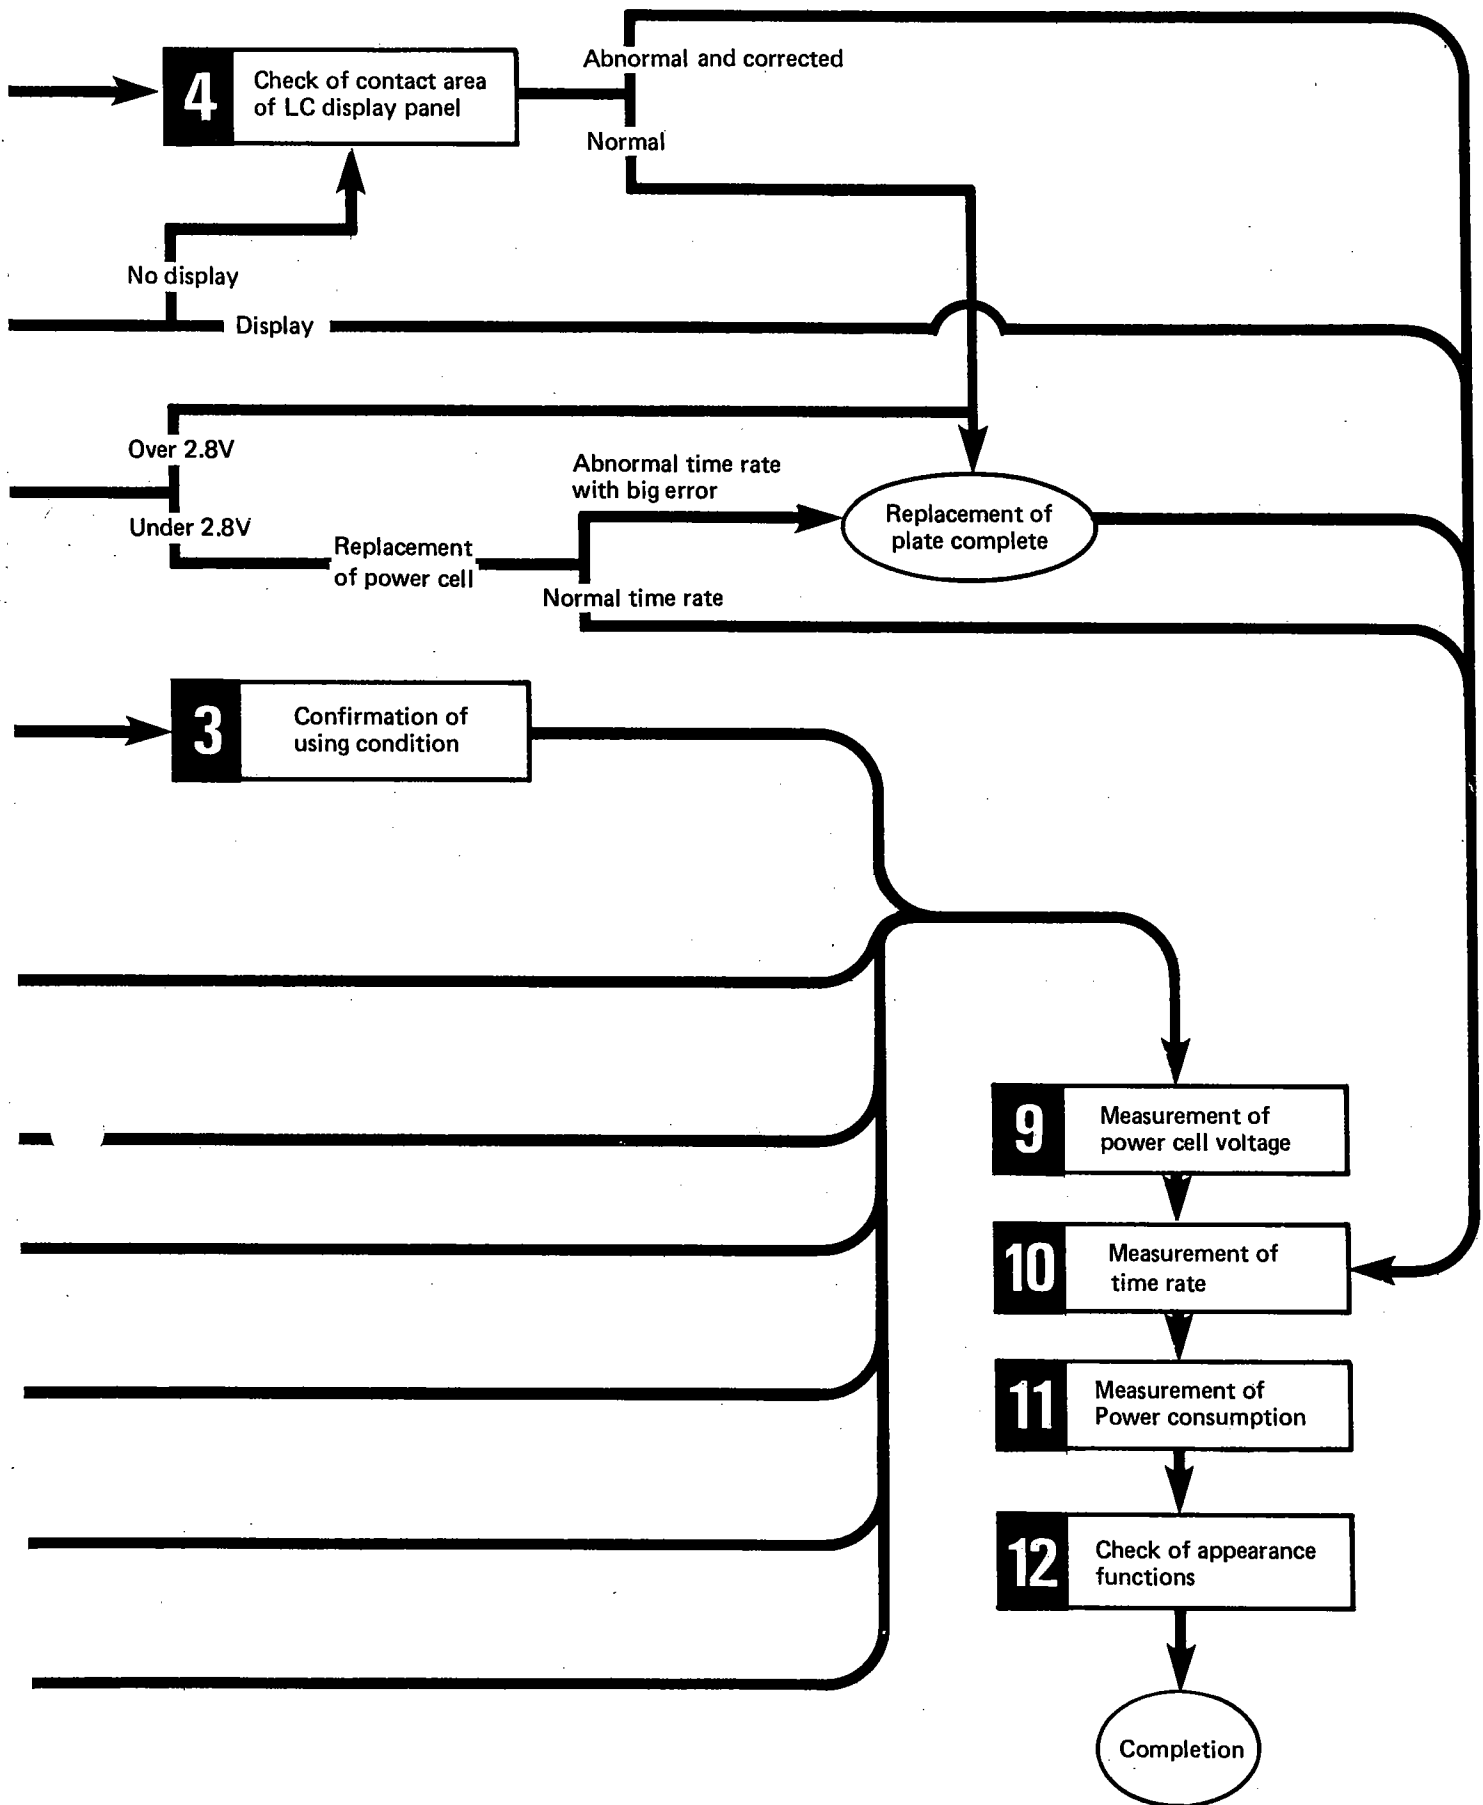 Abnormal and corrected
4
Check of contact area
of LC display panel
Normal
No display
Display
Over 2.8V
Under 2.8V
Abnormal time rate
with big error
Replacement
of power cell
Replacement of
plate complete
Normal time rate
3
Confirmation of
using condition
9
Measurement of
power cell voltage
10
Measurement of
time rate
11
Measurement of
Power consumption
12
Check of appearance
functions
Completion